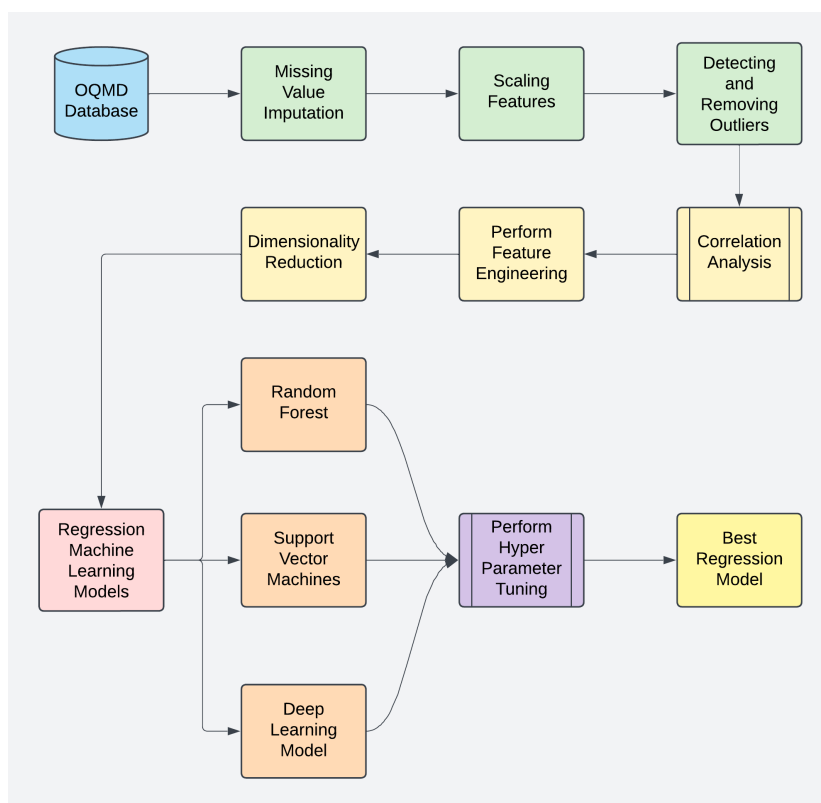 OQMD
Database
Missing
Value
Imputation
Scaling
Features
Detecting
and
Removing
Outliers
Dimensionality
Reduction
Perform
Feature
Engineering
Correlation
Analysis
Random
Forest
Regression
Machine
Learning
Models
Support
Vector
Machines
Perform
Hyper
Parameter
Tuning
Best
Regression
Model
Deep
Learning
Model